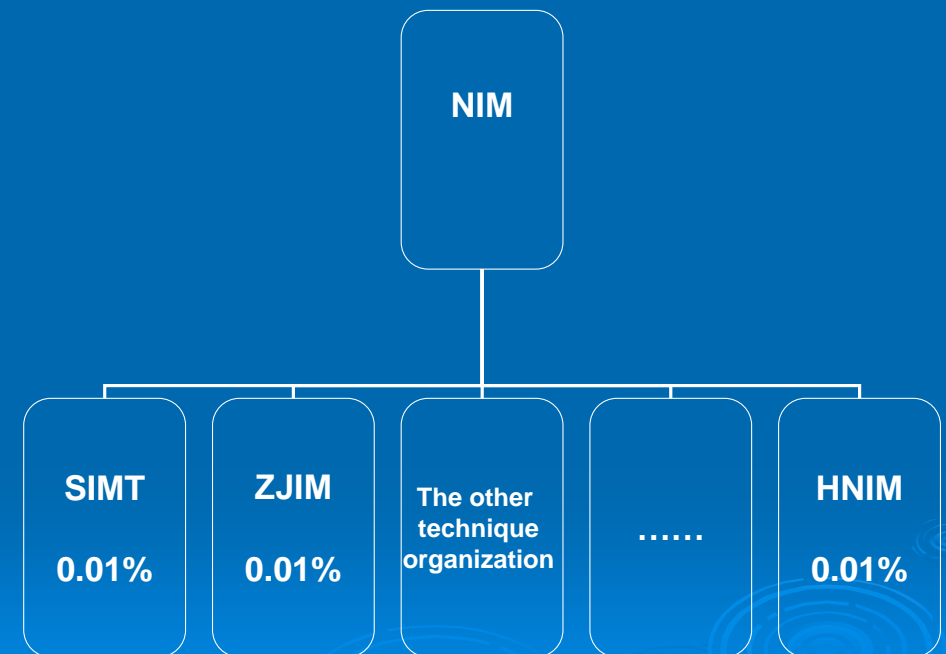 NIM
SIMT
0.01%
ZJIM
0.01%
The other
technique
organization
......
HNIM
0.01%